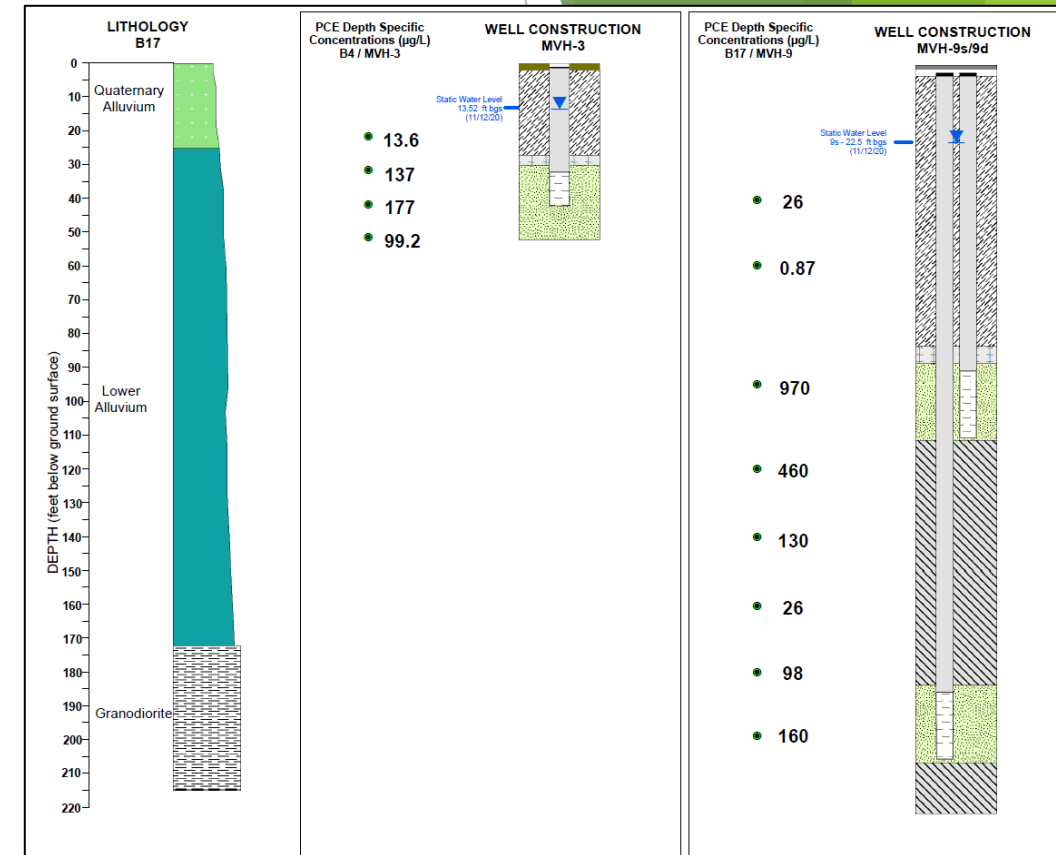 LITHOLOGY
B17
0
10
20
30
40
50
60
70
80
90
100
110
120
130
140
150
160
170
180
190
200
210
220
DEPTH (feet below ground surface)
Quaternary
Alluvium
Lower
Alluvium
Granodiorite
PCE Depth Specific
Concentrations (µg/L)
B4 / MVH-3
WELL CONSTRUCTION
MVH-3
Static Water Level
13.52 ft bgs
(11/12/20)
13.6
137
177
99.2
PCE Depth Specific
Concentrations (µg/L)
B17 / MVH-9
WELL CONSTRUCTION
MVH-9s/9d
Static Water Level
9s - 22.5 ft bgs
(11/12/20)
26
0.87
970
460
130
26
98
160